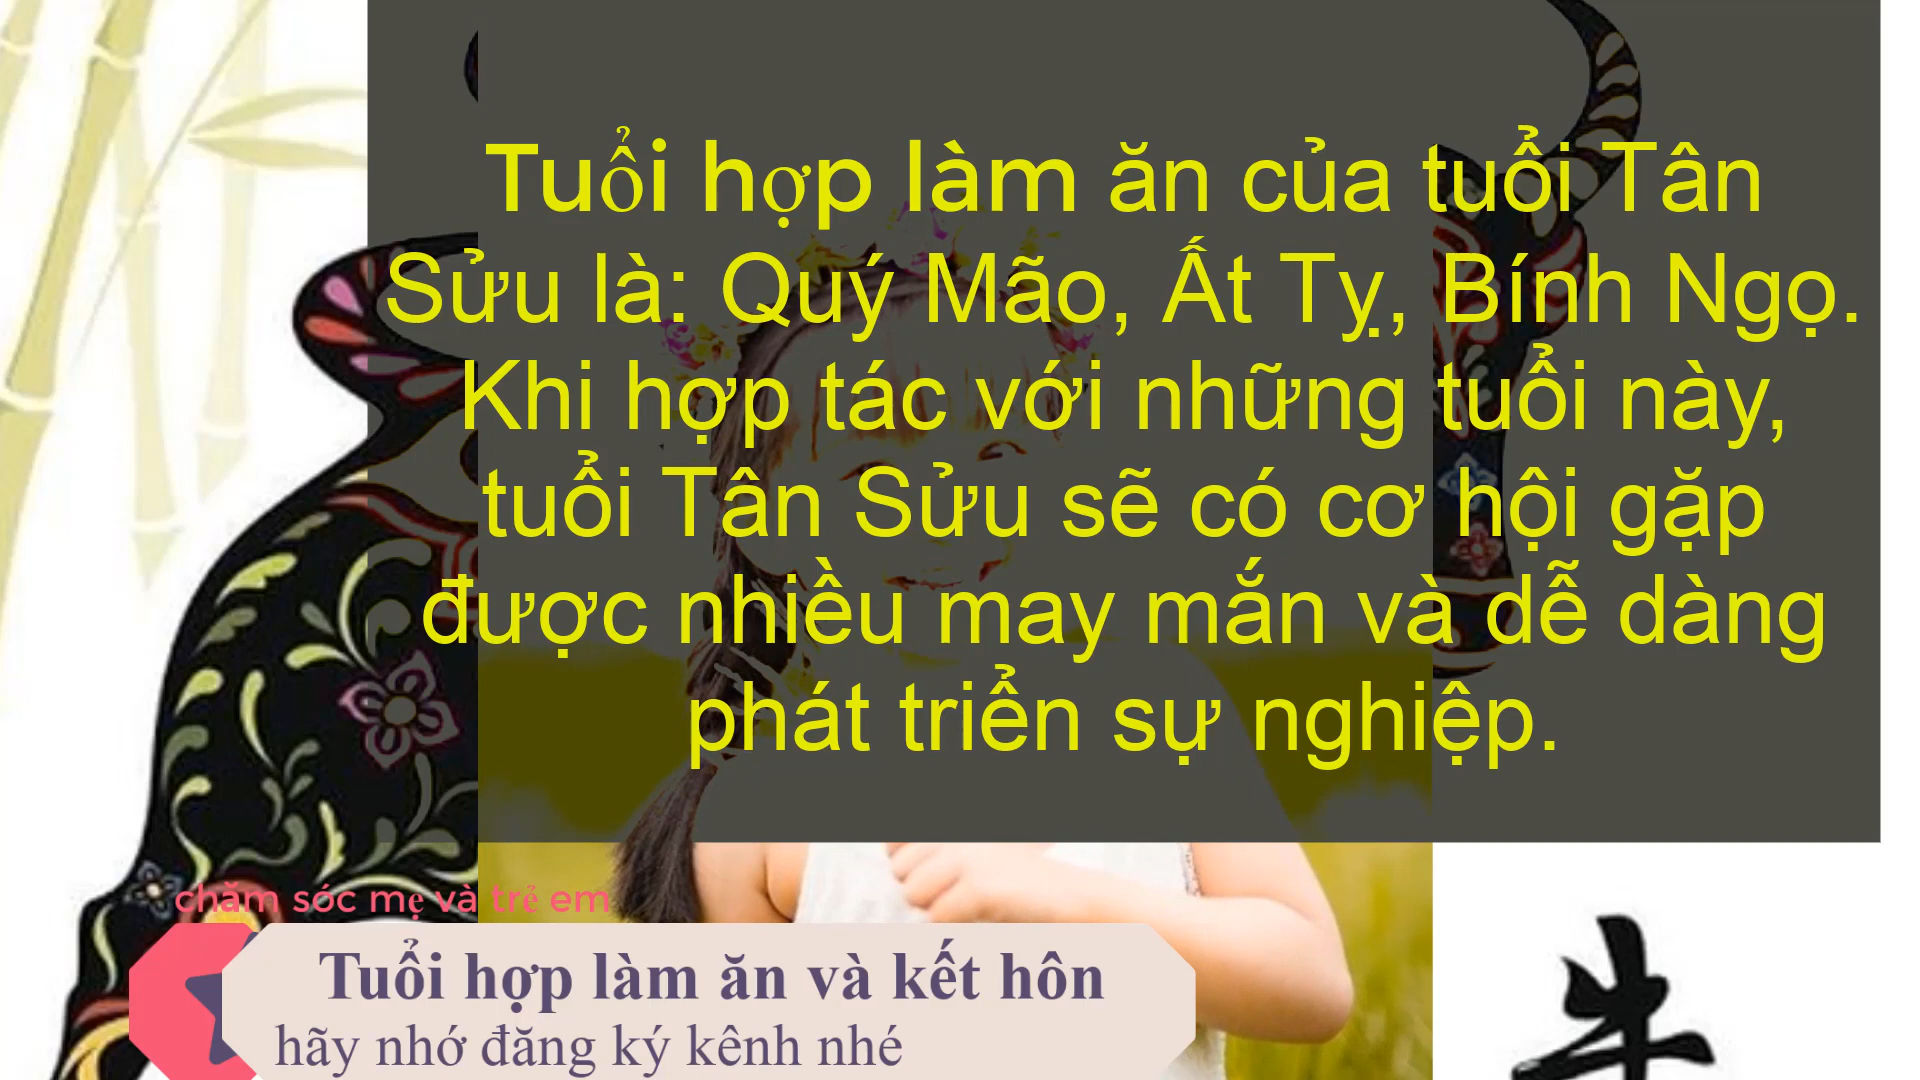 Tuổi hợp làm ăn của tuổi Tân
Sửu là: Quý Mão, Ất Tỵ, Bính Ngọ.
Khi hợp tác với những tuổi này,
tuổi Tân Sửu sẽ có cơ hội gặp
được nhiều may mắn và dễ dàng
phát triển sự nghiệp.
chăm sóc mẹ và trẻ em
Tuổi hợp làm ăn và kết hôn
hãy nhớ đăng ký kênh nhé
牛